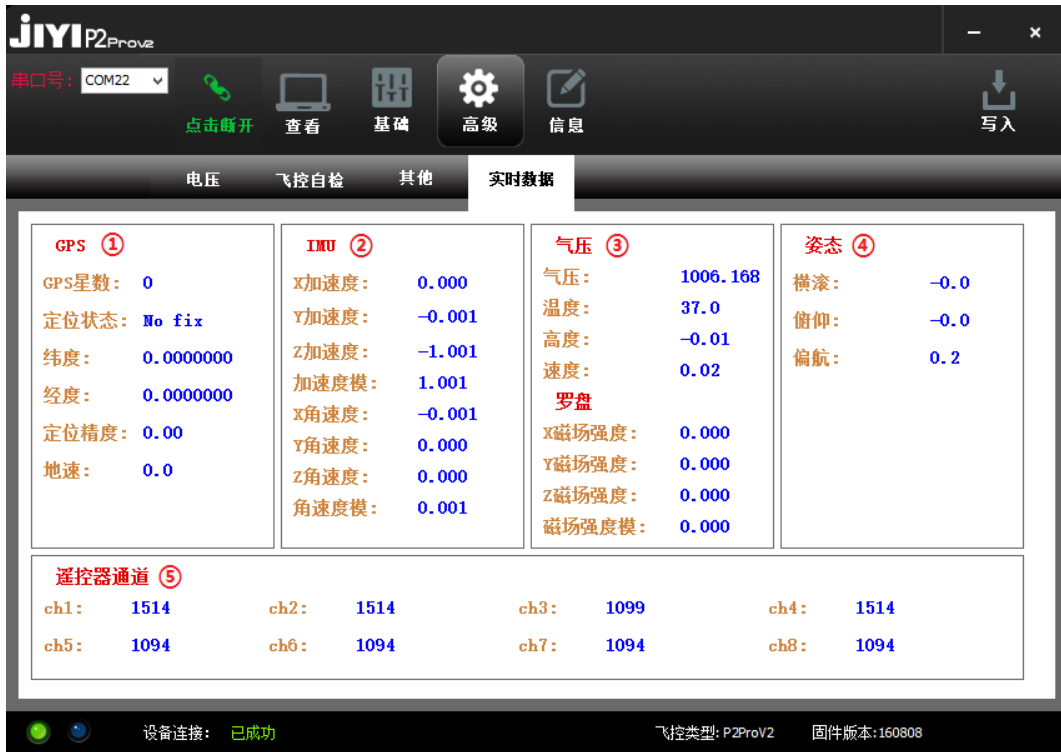 JIYI P2ProV2
串口号: COM22
点击断开 查看 基础 高级 信息 写入
电压 飞控自检 其他 实时数据
GPS ①
GPS星数: 0
定位状态: No fix
纬度: 0.0000000
经度: 0.0000000
定位精度: 0.00
地速: 0.0
IMU ②
X加速度: 0.000
Y加速度: -0.001
Z加速度: -1.001
加速度模: 1.001
X角速度: -0.001
Y角速度: 0.000
Z角速度: 0.000
角速度模: 0.001
气压 ③
气压: 1006.168
温度: 37.0
高度: -0.01
速度: 0.02
罗盘
X磁场强度: 0.000
Y磁场强度: 0.000
Z磁场强度: 0.000
磁场强度模: 0.000
姿态 ④
横滚: -0.0
俯仰: -0.0
偏航: 0.2
遥控器通道 ⑤
ch1: 1514 ch2: 1514 ch3: 1099 ch4: 1514
ch5: 1094 ch6: 1094 ch7: 1094 ch8: 1094
设备连接: 已成功 飞控类型: P2ProV2 固件版本:160808